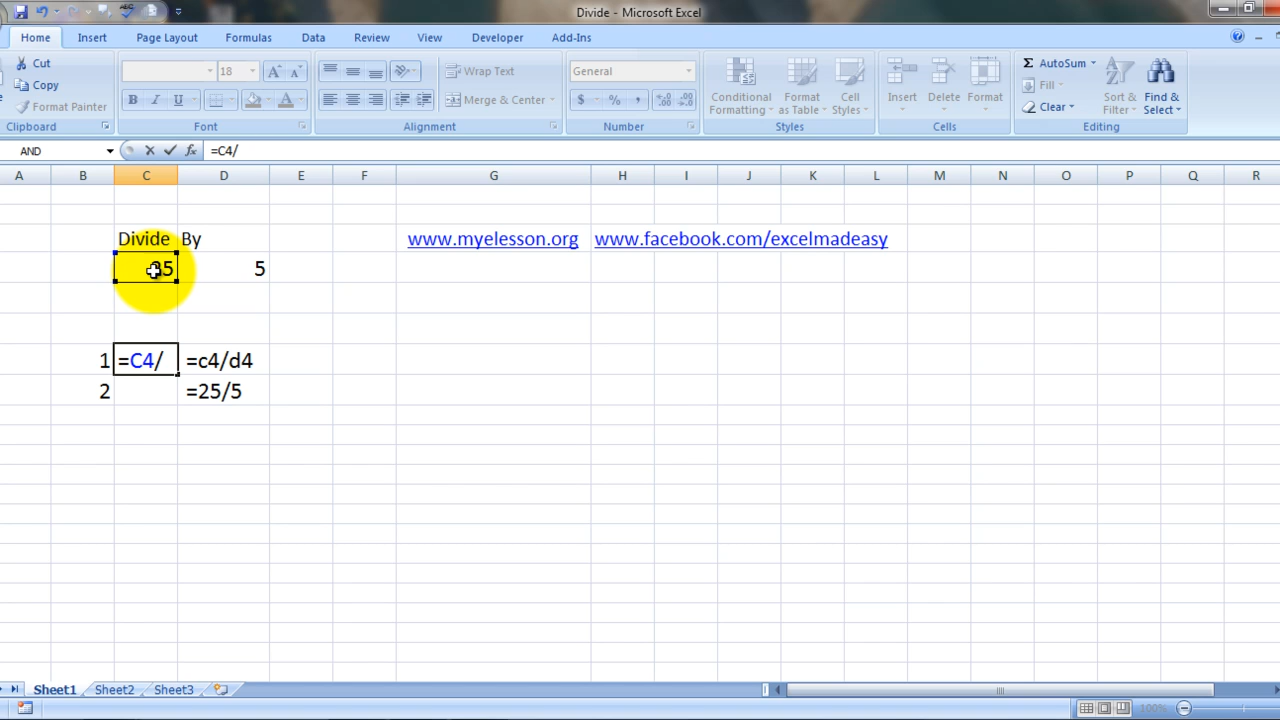 Divide - Microsoft Excel
Home Insert Page Layout Formulas Data Review View Developer Add-Ins
Cut 18 Wrap Text General AutoSum
Copy Fill
Format Painter B I U Merge & Center $ % , Conditional Formatting Format as Table Cell Styles Insert Delete Format Clear Sort & Filter Find & Select
Clipboard Font Alignment Number Styles Cells Editing
AND fx =C4/
A B C D E F G H I J K L M N O P Q R
Divide By www.myelesson.org www.facebook.com/excelmadeasy
25 5
1 =C4/ =c4/d4
2 =25/5
Sheet1 Sheet2 Sheet3
100%